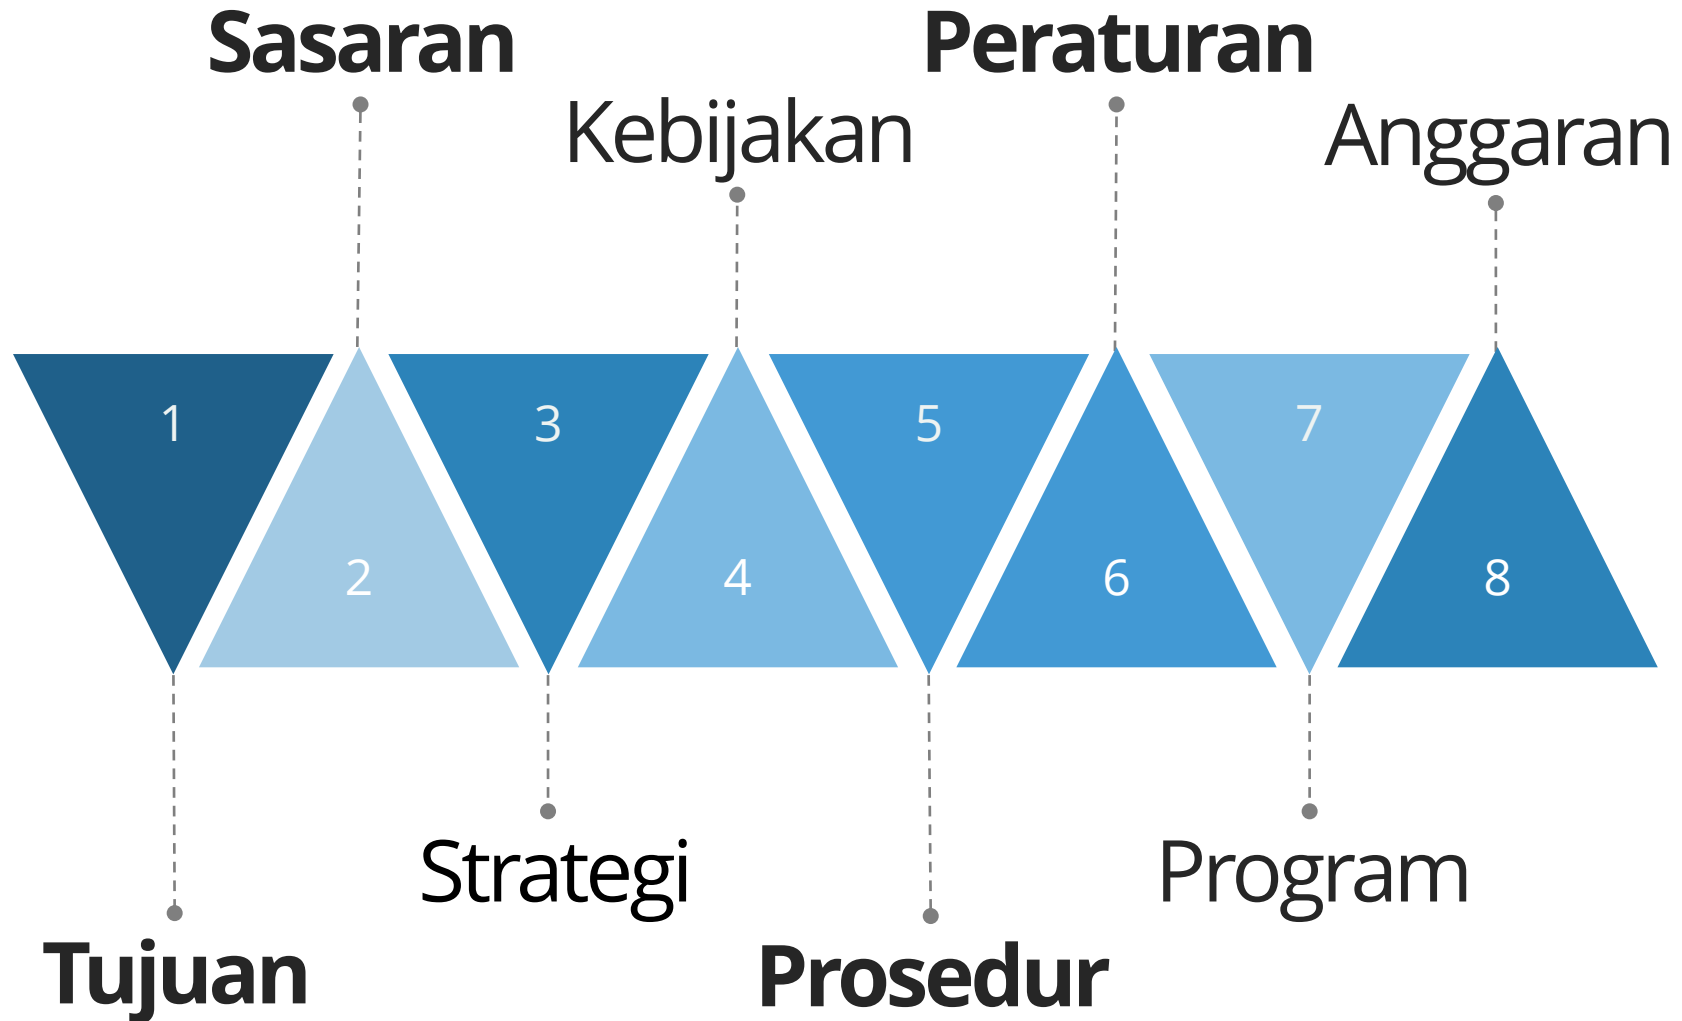 Sasaran
Peraturan
Kebijakan
Anggaran
1
3
5
7
2
4
6
8
Strategi
Program
Tujuan
Prosedur